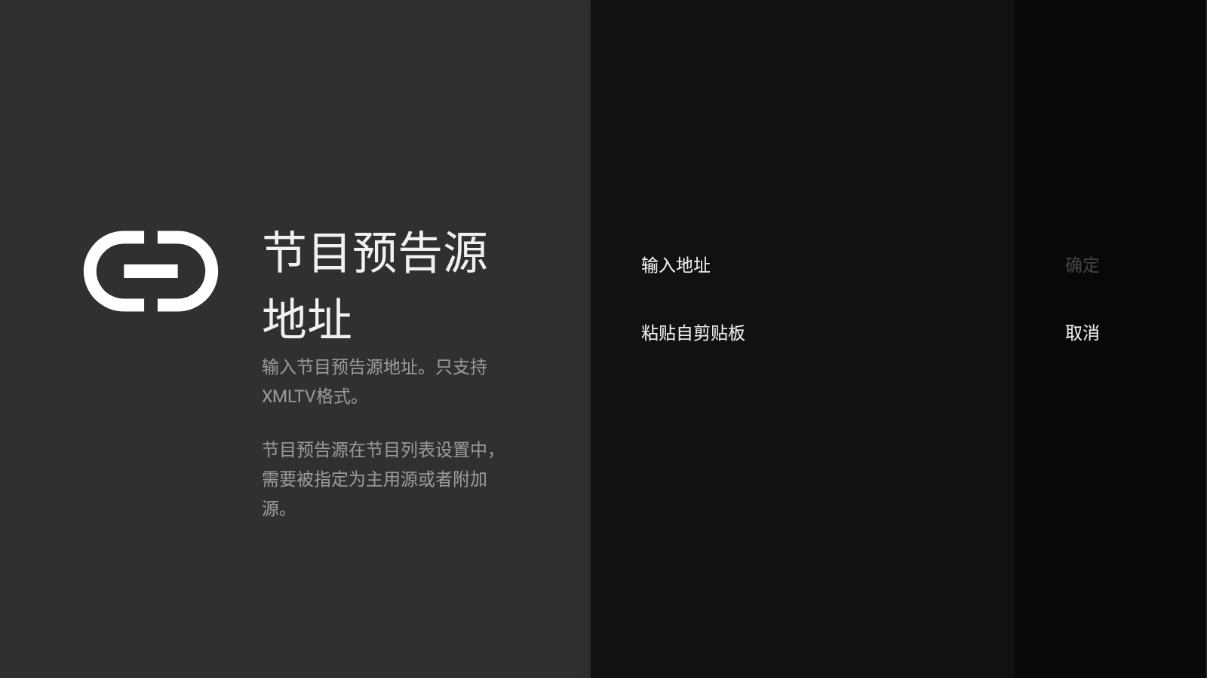 节目预告源
地址
输入节目预告源地址。只支持
XMLTV格式。
节目预告源在节目列表设置中，
需要被指定为主用源或者附加
源。
输入地址
粘贴自剪贴板
确定
取消